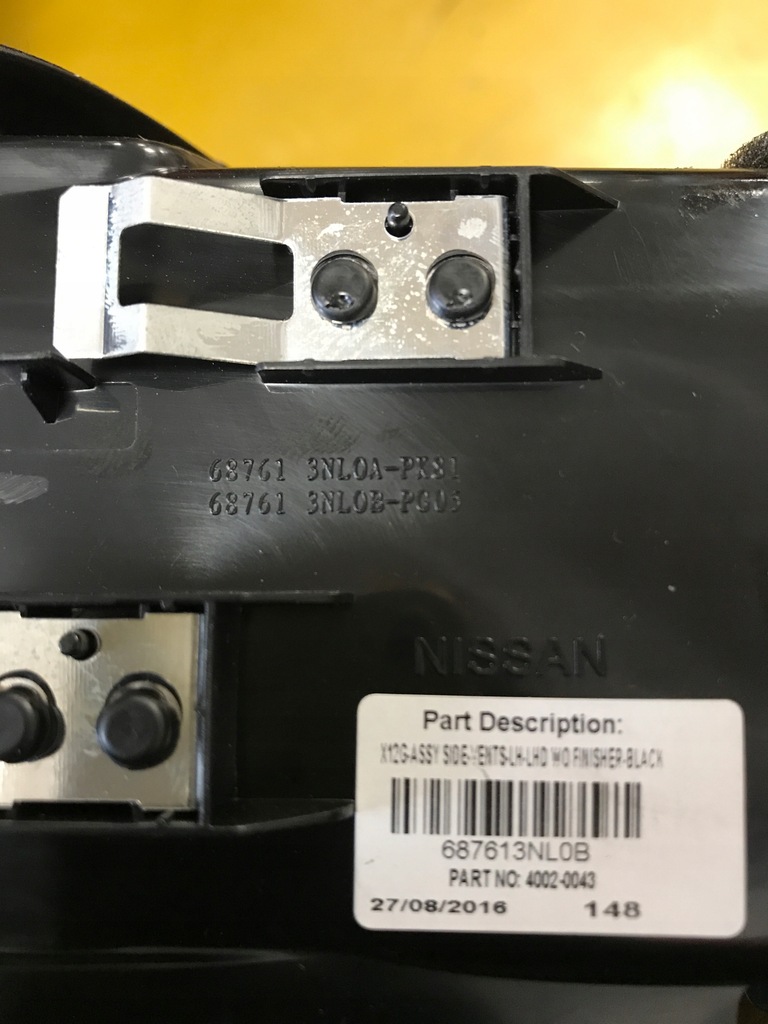 68761 3NL0A-PK81
68761 3NL0B-PG05
NISSAN
Part Description:
X12G-ASSY SIDE-VENTS-LH-LHD WO FINISHER-BLACK
687613NL0B
PART NO: 4002-0043
27/08/2016 148